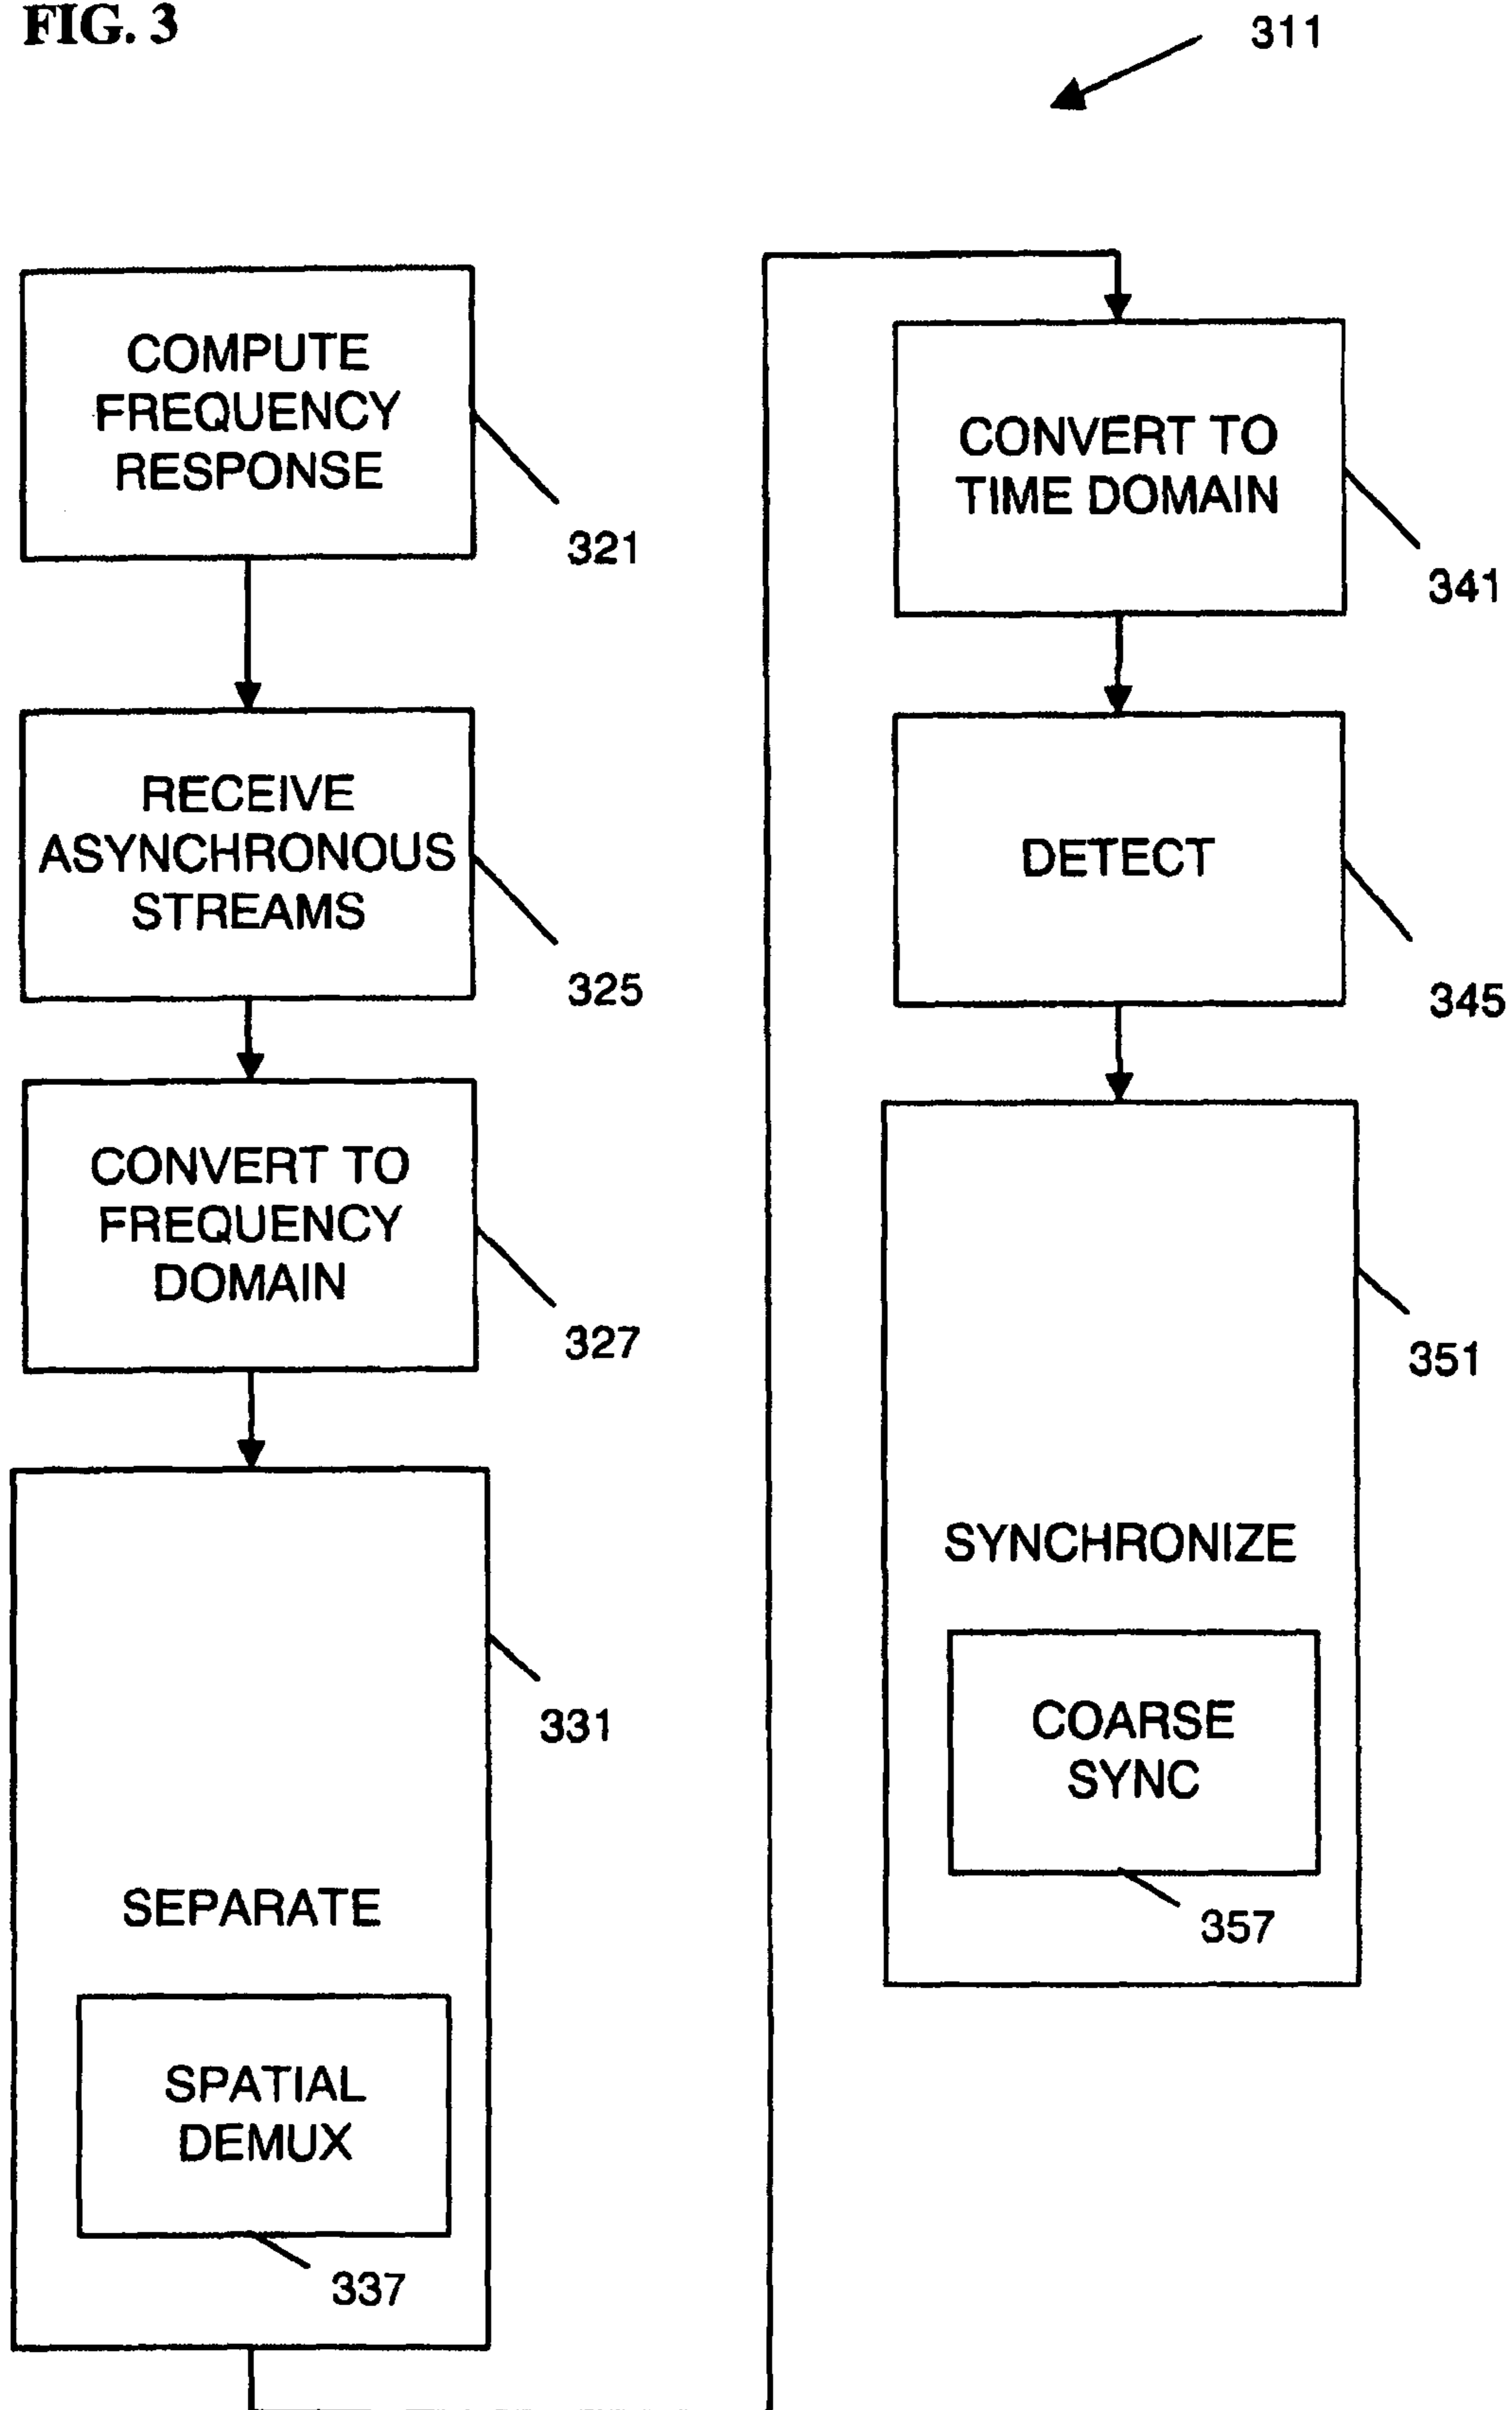 FIG. 3
311
COMPUTE
FREQUENCY
RESPONSE
321
RECEIVE
ASYNCHRONOUS
STREAMS
325
CONVERT TO
FREQUENCY
DOMAIN
327
SEPARATE
331
SPATIAL
DEMUX
337
CONVERT TO
TIME DOMAIN
341
DETECT
345
SYNCHRONIZE
351
COARSE
SYNC
357